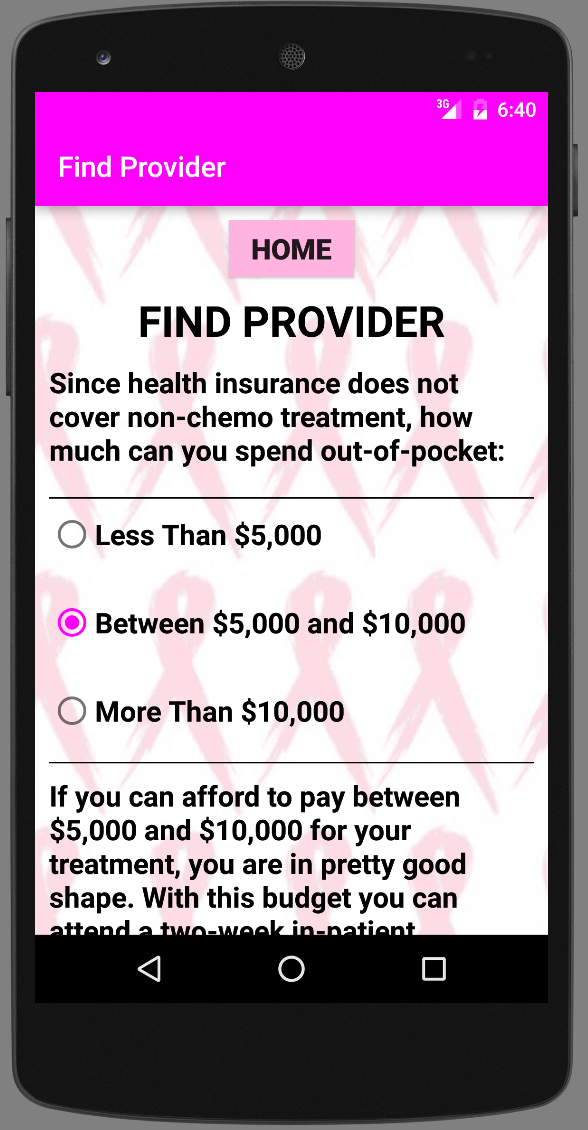 3G 6:40
Find Provider
HOME
FIND PROVIDER
Since health insurance does not
cover non-chemo treatment, how
much can you spend out-of-pocket:
Less Than $5,000
Between $5,000 and $10,000
More Than $10,000
If you can afford to pay between
$5,000 and $10,000 for your
treatment, you are in pretty good
shape. With this budget you can
attend a two-week in-patient